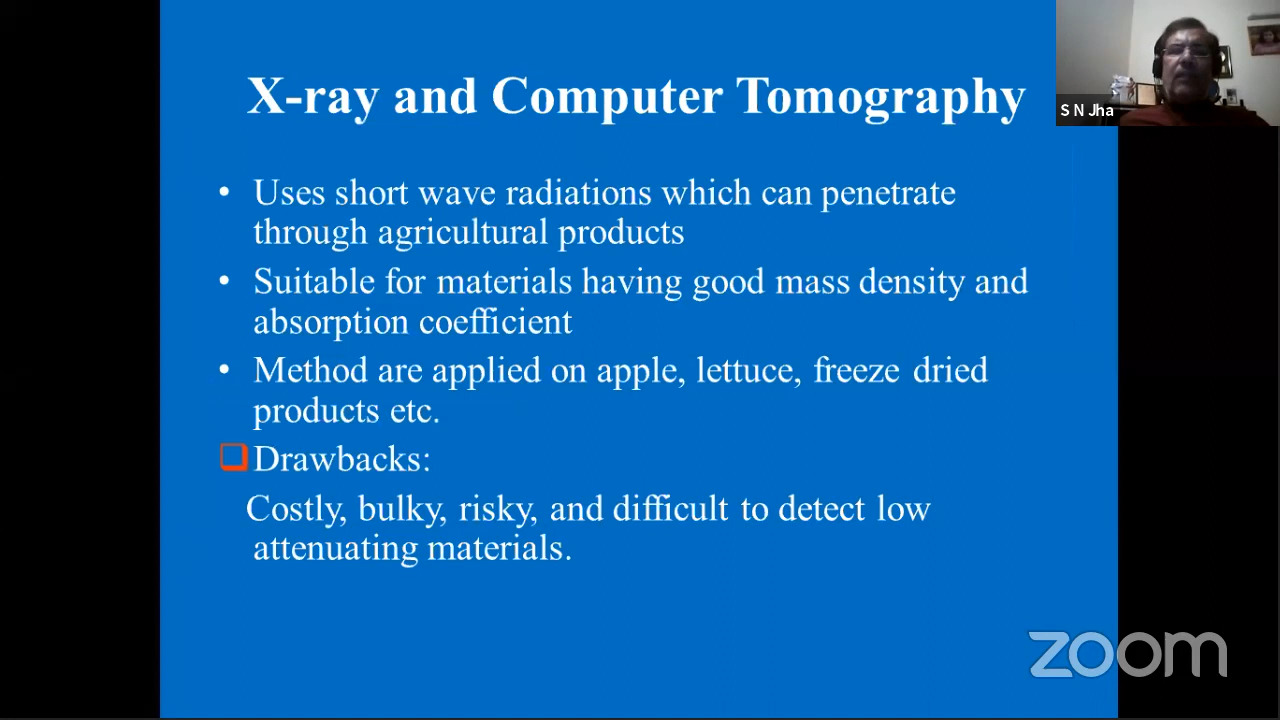 X-ray and Computer Tomography
S N Jha
• Uses short wave radiations which can penetrate
through agricultural products
• Suitable for materials having good mass density and
absorption coefficient
• Method are applied on apple, lettuce, freeze dried
products etc.
❑ Drawbacks:
Costly, bulky, risky, and difficult to detect low
attenuating materials.
zoom